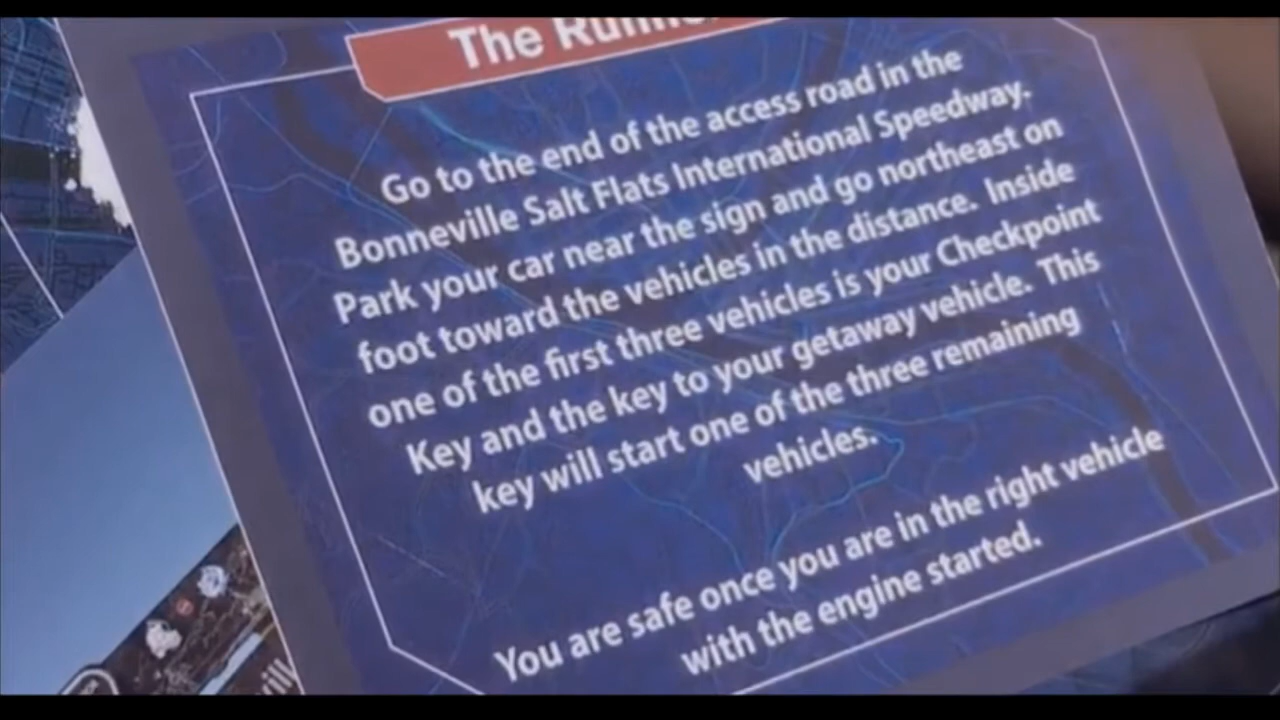 The Runner
Go to the end of the access road in the
Bonneville Salt Flats International Speedway.
Park your car near the sign and go northeast on
foot toward the vehicles in the distance. Inside
one of the first three vehicles is your Checkpoint
Key and the key to your getaway vehicle. This
key will start one of the three remaining
vehicles.
You are safe once you are in the right vehicle
with the engine started.